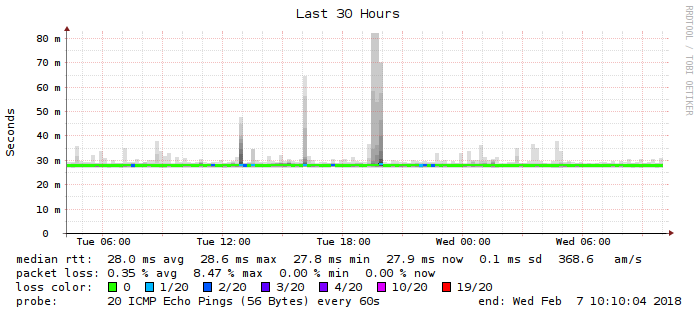 Last 30 Hours
RRDTOOL / TOBI OETIKER
Seconds
80 m
70 m
60 m
50 m
40 m
30 m
20 m
10 m
0
Tue 06:00 Tue 12:00 Tue 18:00 Wed 00:00 Wed 06:00
median rtt: 28.0 ms avg 28.6 ms max 27.8 ms min 27.9 ms now 0.1 ms sd 368.6 am/s
packet loss: 0.35 % avg 8.47 % max 0.00 % min 0.00 % now
loss color: 0 1/20 2/20 3/20 4/20 10/20 19/20
probe: 20 ICMP Echo Pings (56 Bytes) every 60s end: Wed Feb 7 10:10:04 2018